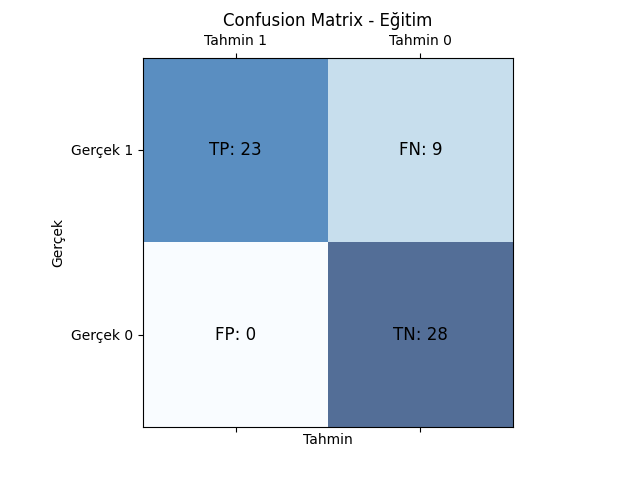 Confusion Matrix - Eğitim
Tahmin 1
Tahmin 0
Gerçek 1
TP: 23
FN: 9
Gerçek
Gerçek 0
FP: 0
TN: 28
Tahmin